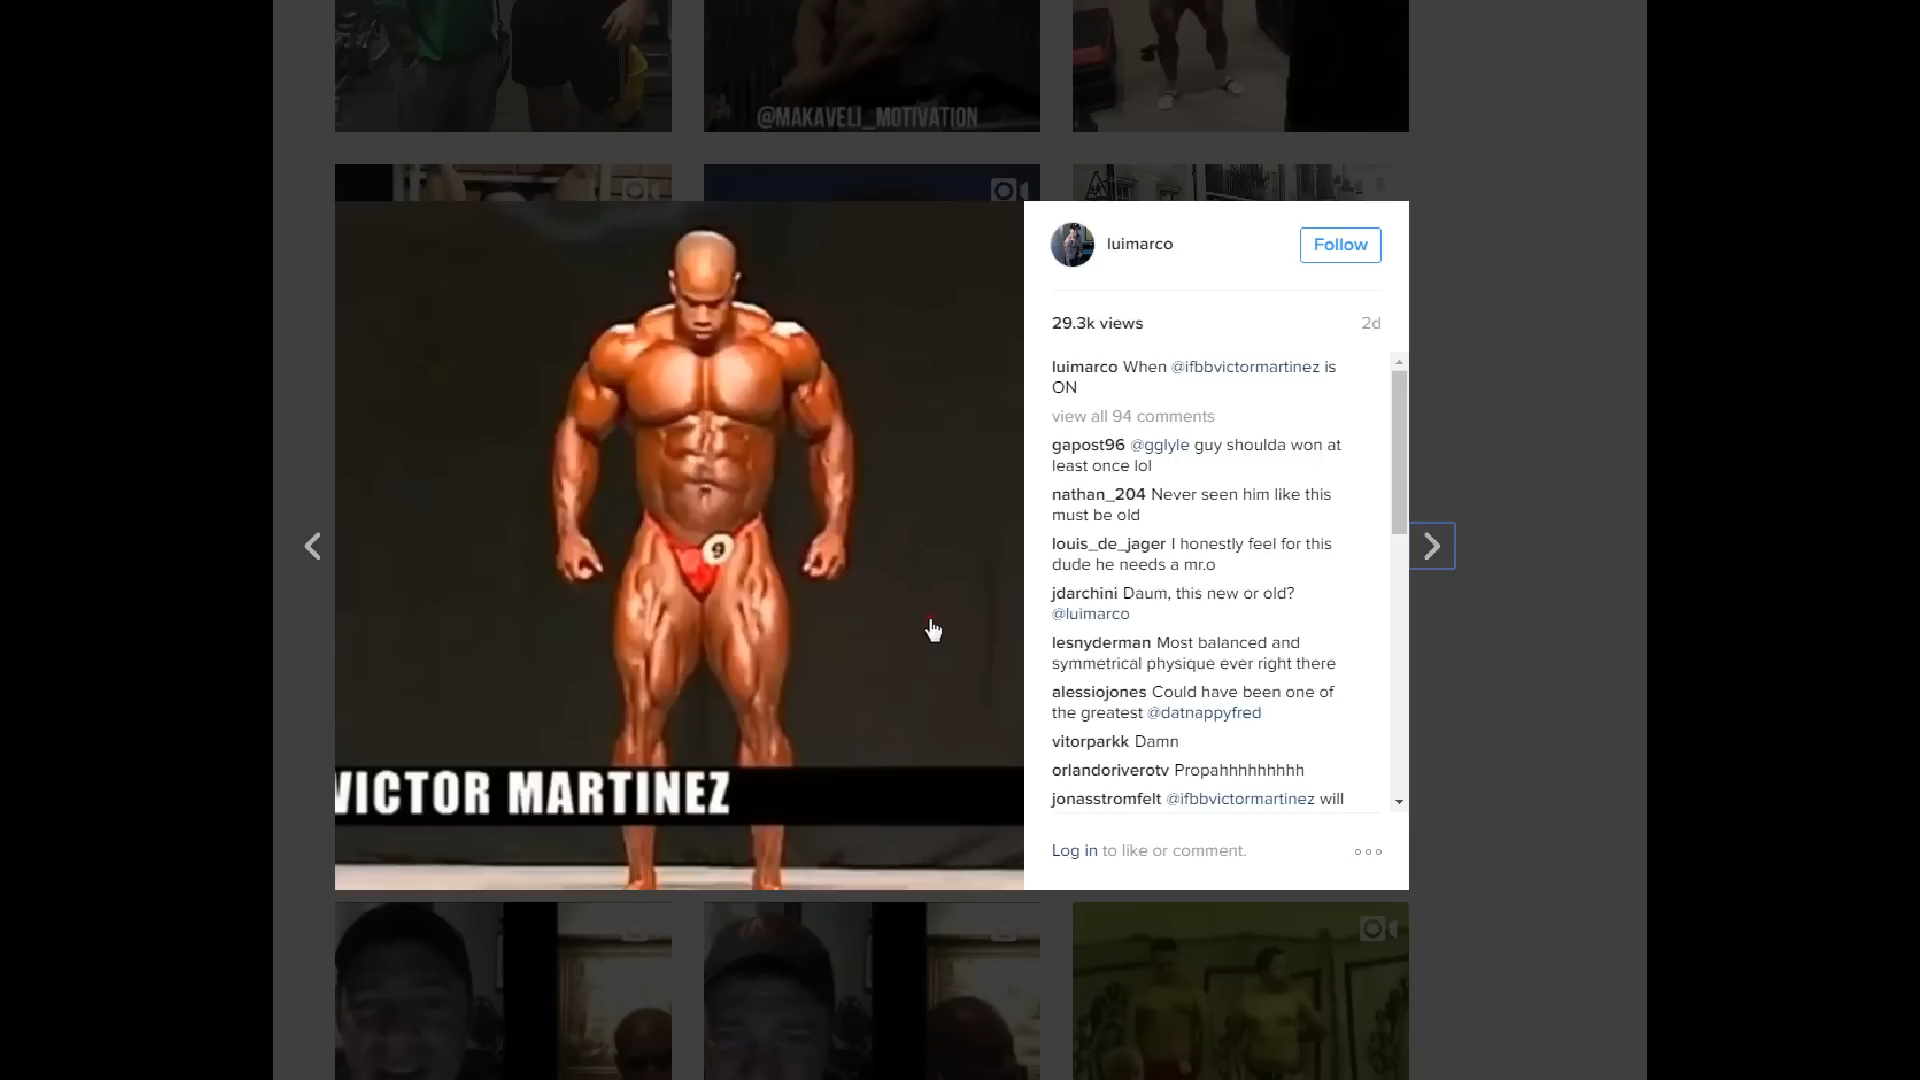 @MAKAVELI_MOTIVATION
luimarco
Follow
29.3k views
2d
luimarco When @ifbbvictormartinez is
ON
view all 94 comments
gapost96 @gglyle guy shoulda won at
least once lol
nathan_204 Never seen him like this
must be old
louis_de_jager I honestly feel for this
dude he needs a mr.o
jdarchini Daum, this new or old?
@luimarco
lesnyderman Most balanced and
symmetrical physique ever right there
alessiojones Could have been one of
the greatest @datnappyfred
vitorparkk Damn
orlandoriverotv Propahhhhhhhhh
jonasstromfelt @ifbbvictormartinez will
Log in to like or comment.
9
VICTOR MARTINEZ